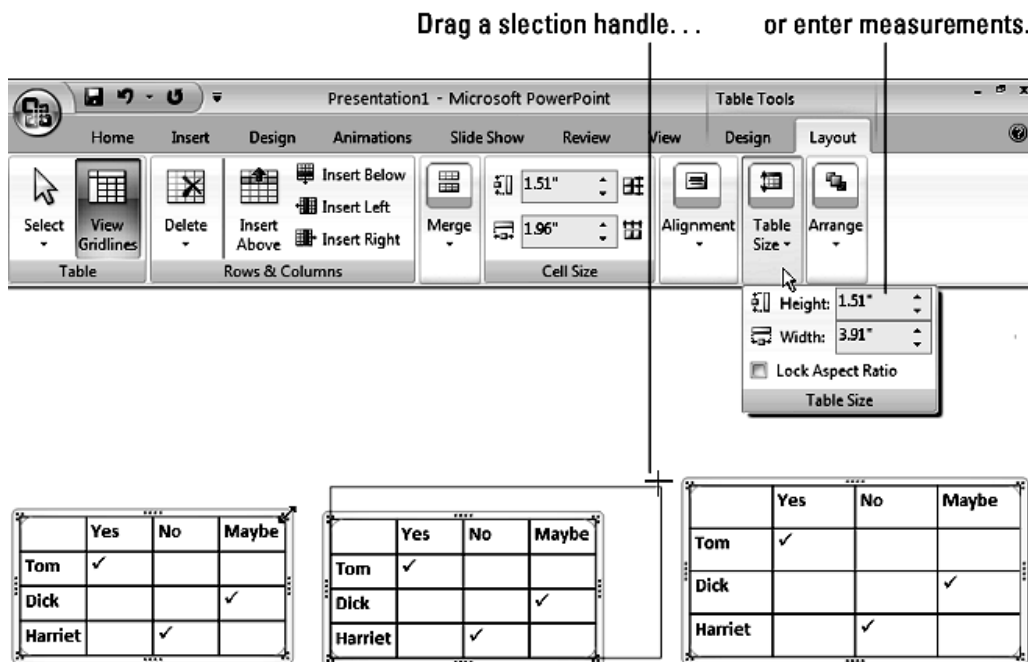 Drag a slection handle. . .
or enter measurements.
Presentation1 - Microsoft PowerPoint
Table Tools
Home Insert Design Animations Slide Show Review View Design Layout
Select
View Gridlines
Table
Delete
Insert Above
Insert Below
Insert Left
Insert Right
Rows & Columns
Merge
1.51"
1.96"
Cell Size
Alignment
Table Size
Arrange
Height: 1.51"
Width: 3.91"
Lock Aspect Ratio
Table Size
Yes No Maybe
Tom ✓
Dick ✓
Harriet ✓
Yes No Maybe
Tom ✓
Dick ✓
Harriet ✓
Yes No Maybe
Tom ✓
Dick ✓
Harriet ✓